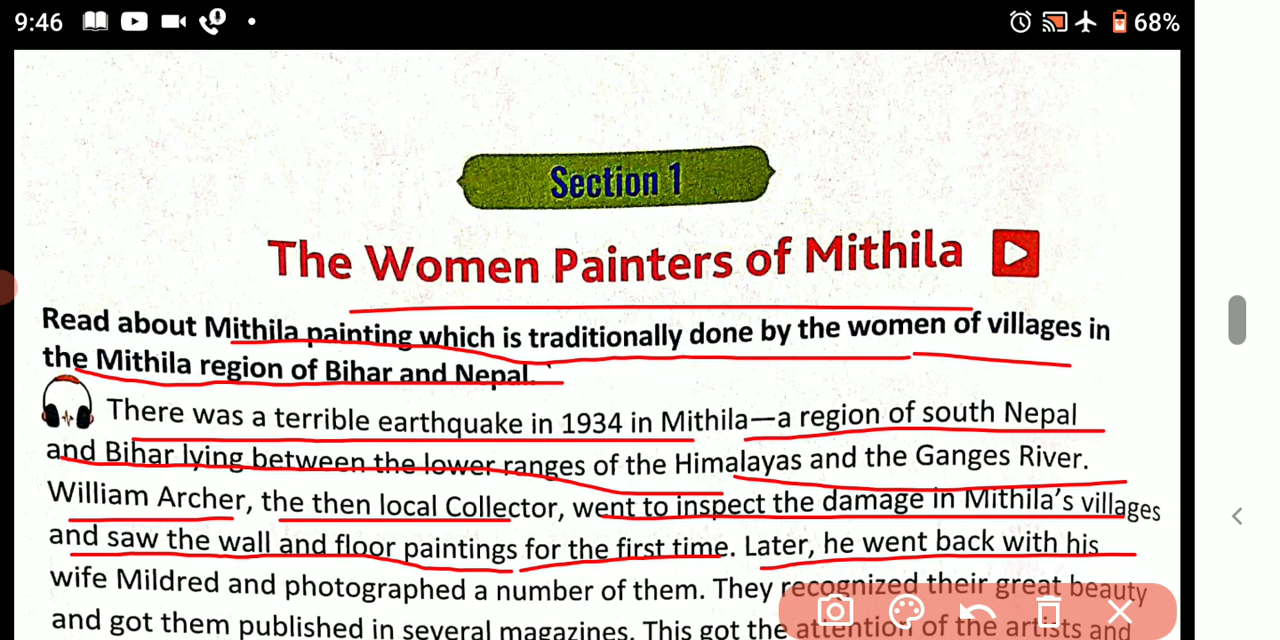 9:46
68%
Section 1
The Women Painters of Mithila
Read about Mithila painting which is traditionally done by the women of villages in
the Mithila region of Bihar and Nepal.
There was a terrible earthquake in 1934 in Mithila—a region of south Nepal
and Bihar lying between the lower ranges of the Himalayas and the Ganges River.
William Archer, the then local Collector, went to inspect the damage in Mithila's villages
and saw the wall and floor paintings for the first time. Later, he went back with his
wife Mildred and photographed a number of them. They recognized their great beauty
and got them published in several magazines. This got the attention of the artists and